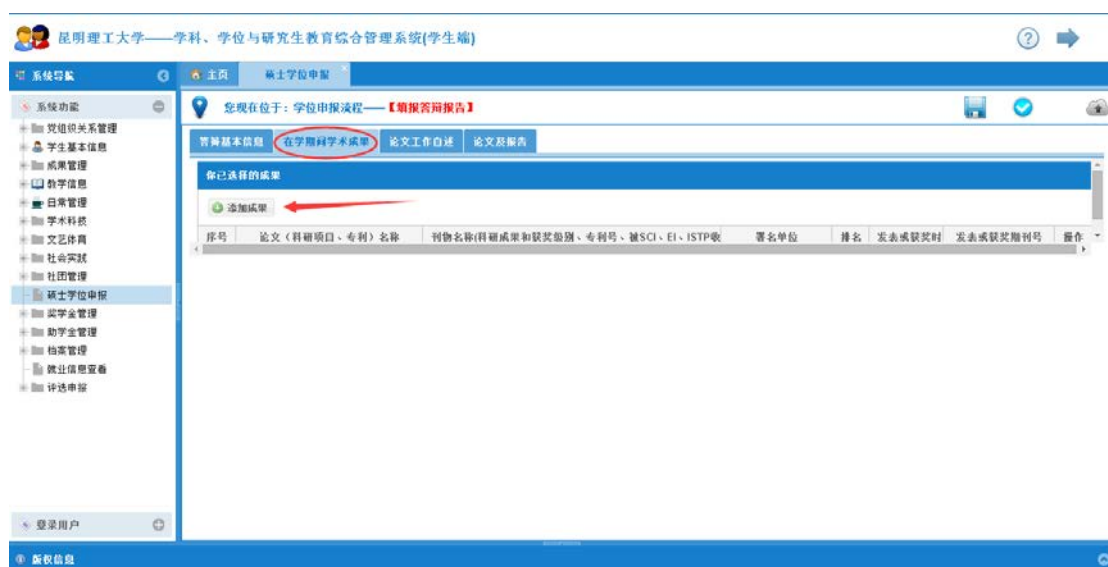 昆明理工大学——学科、学位与研究生教育综合管理系统(学生端)
系统导航
主页
硕士学位申报
系统功能
您现在位于：学位申报流程——【填报答辩报告】
党组织关系管理
学生基本信息
成果管理
教学信息
日常管理
学术科技
文艺体育
社会实践
社团管理
硕士学位申报
奖学金管理
助学金管理
档案管理
就业信息查看
评选申报
答辩基本信息
在学期间学术成果
论文工作自述
论文及报告
你已选择的成果
添加成果
序号
论文（科研项目、专利）名称
刊物名称(科研成果和获奖级别、专利号、被SCI、EI、ISTP收
署名单位
排名
发表或获奖时
发表或获奖期刊号
操作
登录用户
版权信息